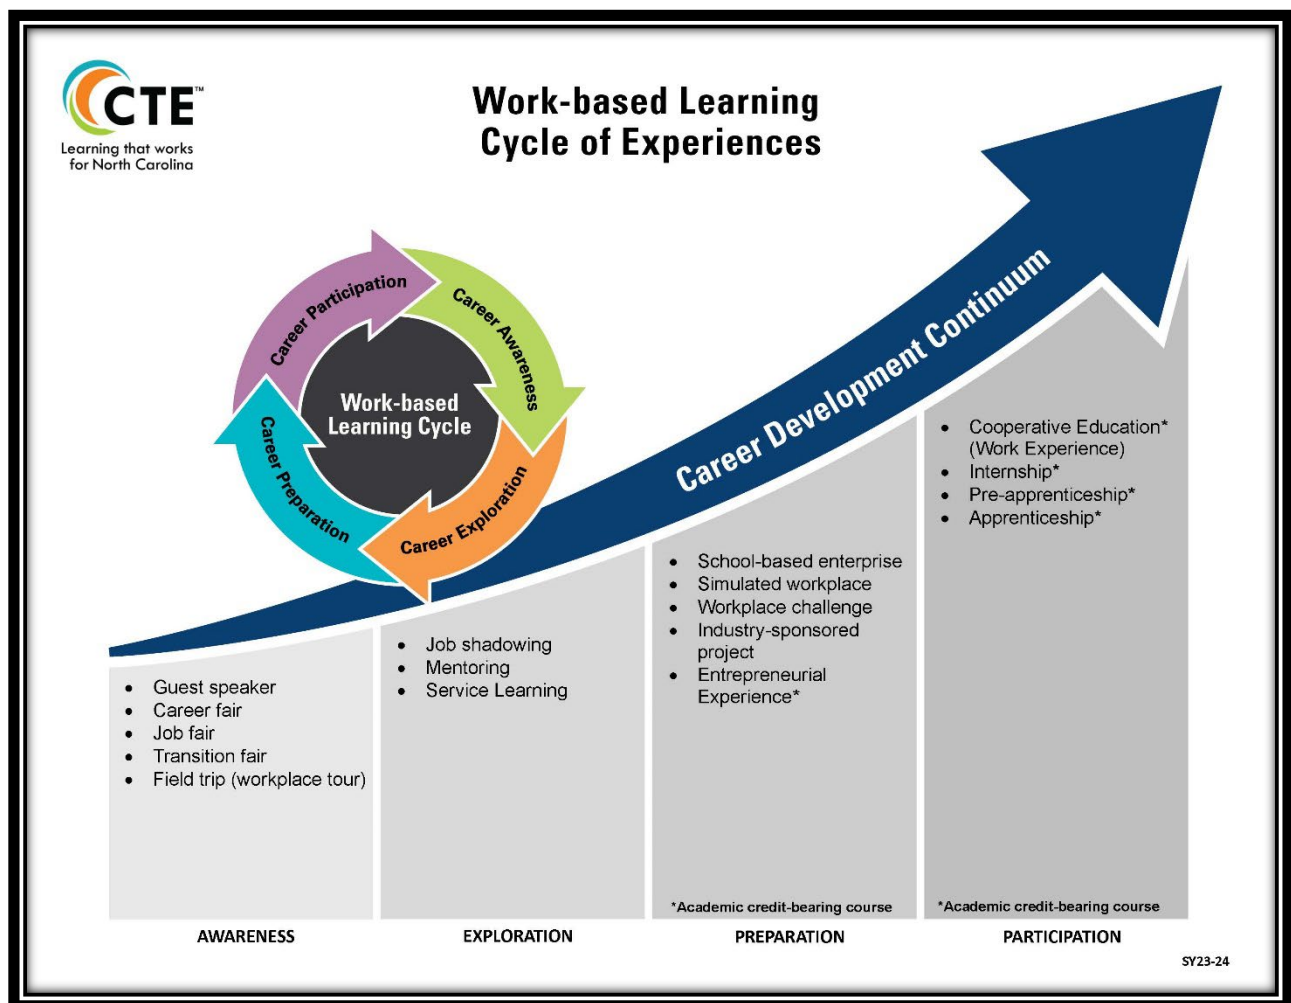 CTE™
Learning that works
for North Carolina
Work-based Learning
Cycle of Experiences
Career Participation
Career Awareness
Career Exploration
Career Preparation
Work-based
Learning Cycle
Career Development Continuum
• Guest speaker
• Career fair
• Job fair
• Transition fair
• Field trip (workplace tour)
• Job shadowing
• Mentoring
• Service Learning
• School-based enterprise
• Simulated workplace
• Workplace challenge
• Industry-sponsored
project
• Entrepreneurial
Experience*
*Academic credit-bearing course
• Cooperative Education*
(Work Experience)
• Internship*
• Pre-apprenticeship*
• Apprenticeship*
*Academic credit-bearing course
AWARENESS
EXPLORATION
PREPARATION
PARTICIPATION
SY23-24